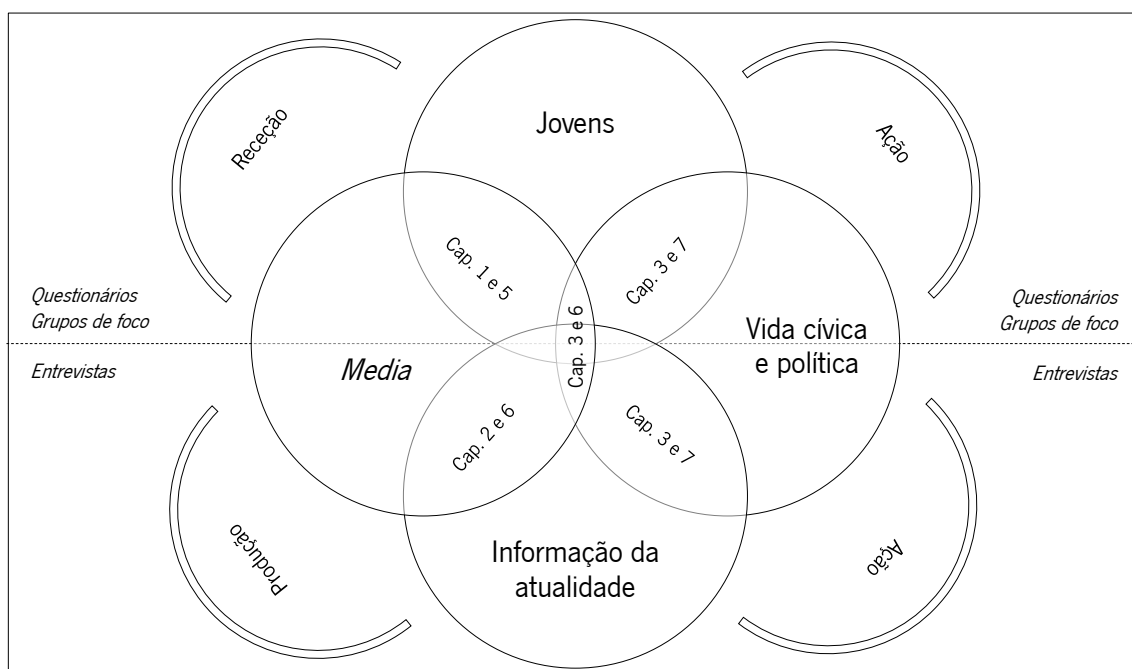 Jovens
Receção
Ação
Cap. 1 e 5
Cap. 3 e 7
Questionários
Grupos de foco
Questionários
Grupos de foco
Cap. 3 e 6
Media
Vida cívica
e política
Entrevistas
Entrevistas
Cap. 2 e 6
Cap. 3 e 7
Produção
Informação da
atualidade
Ação